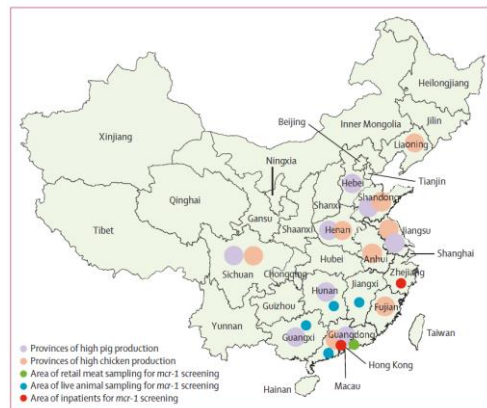 Heilongjiang
Jilin
Inner Mongolia
Liaoning
Beijing
Xinjiang
Ningxia
Tianjin
Hebei
Shandong
Shanxi
Qinghai
Gansu
Shaanxi
Henan
Jiangsu
Tibet
Shanghai
Hubei
Anhui
Sichuan
Chongqing
Zhejiang
Hunan
Jiangxi
Guizhou
Fujian
Yunnan
Taiwan
Guangxi
Guangdong
Hong Kong
Macau
Hainan
Provinces of high pig production
Provinces of high chicken production
Area of retail meat sampling for mcr-1 screening
Area of live animal sampling for mcr-1 screening
Area of inpatients for mcr-1 screening